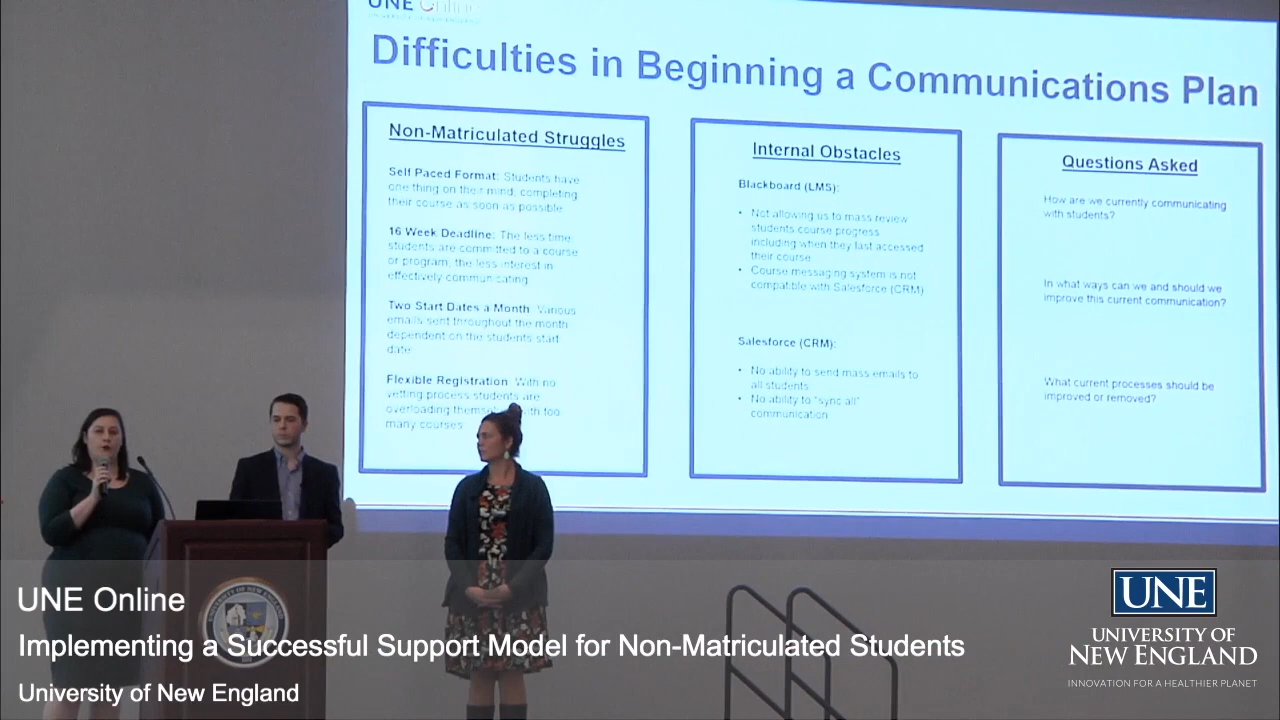 UNE Online
UNIVERSITY OF NEW ENGLAND
Difficulties in Beginning a Communications Plan
Non-Matriculated Struggles
Self Paced Format: Students have
one thing on their mind, completing
their course as soon as possible
16 Week Deadline: The less time
students are committed to a course
or program, the less interest in
effectively communicating
Two Start Dates a Month: Various
emails sent throughout the month
dependent on the students start
date
Flexible Registration: With no
vetting process students are
overloading with too
many courses
Internal Obstacles
Blackboard (LMS):
• Not allowing us to mass review
students course progress
including when they last accessed
their course
• Course messaging system is not
compatible with Salesforce (CRM)
Salesforce (CRM):
• No ability to send mass emails to
all students
• No ability to "sync all"
communication
Questions Asked
How are we currently communicating
with students?
In what ways can we and should we
improve this current communication?
What current processes should be
improved or removed?
UNE Online
Implementing a Successful Support Model for Non-Matriculated Students
University of New England
UNE
UNIVERSITY OF
NEW ENGLAND
INNOVATION FOR A HEALTHIER PLANET